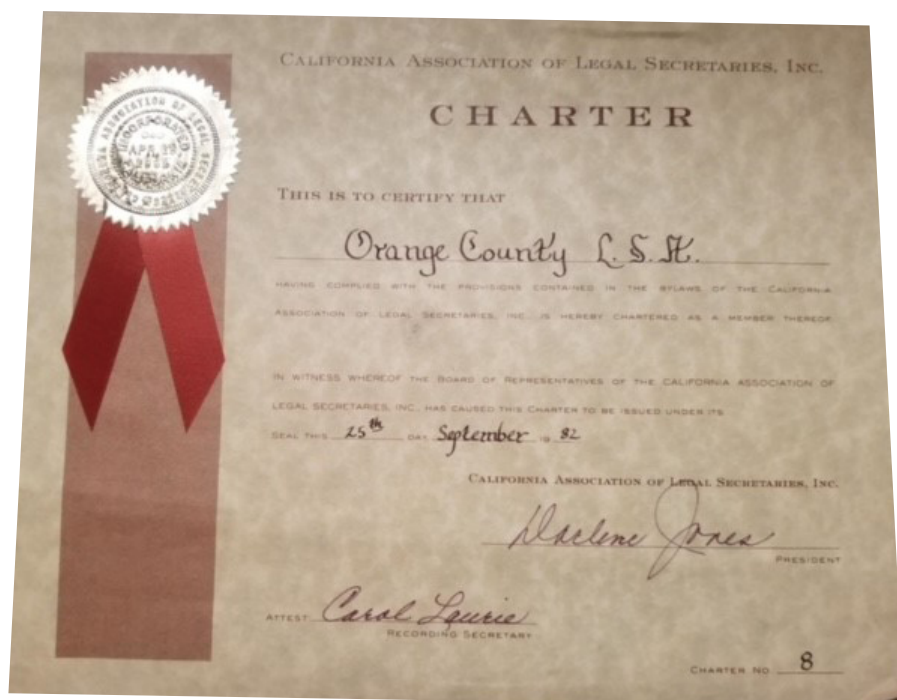 CALIFORNIA ASSOCIATION OF LEGAL SECRETARIES, INC.
CHARTER
THIS IS TO CERTIFY THAT
Orange County L. S. A.
HAVING COMPLIED WITH THE PROVISIONS CONTAINED IN THE BYLAWS OF THE CALIFORNIA
ASSOCIATION OF LEGAL SECRETARIES, INC. IS HEREBY CHARTERED AS A MEMBER THEREOF.
IN WITNESS WHEREOF THE BOARD OF REPRESENTATIVES OF THE CALIFORNIA ASSOCIATION OF
LEGAL SECRETARIES, INC., HAS CAUSED THIS CHARTER TO BE ISSUED UNDER ITS
SEAL THIS 25th DAY September 19 82
CALIFORNIA ASSOCIATION OF LEGAL SECRETARIES, INC.
Darlene Jones
PRESIDENT
ATTEST: Carol Laurie
RECORDING SECRETARY
CHARTER NO. 8
ASSOCIATION OF LEGAL
INCORPORATED